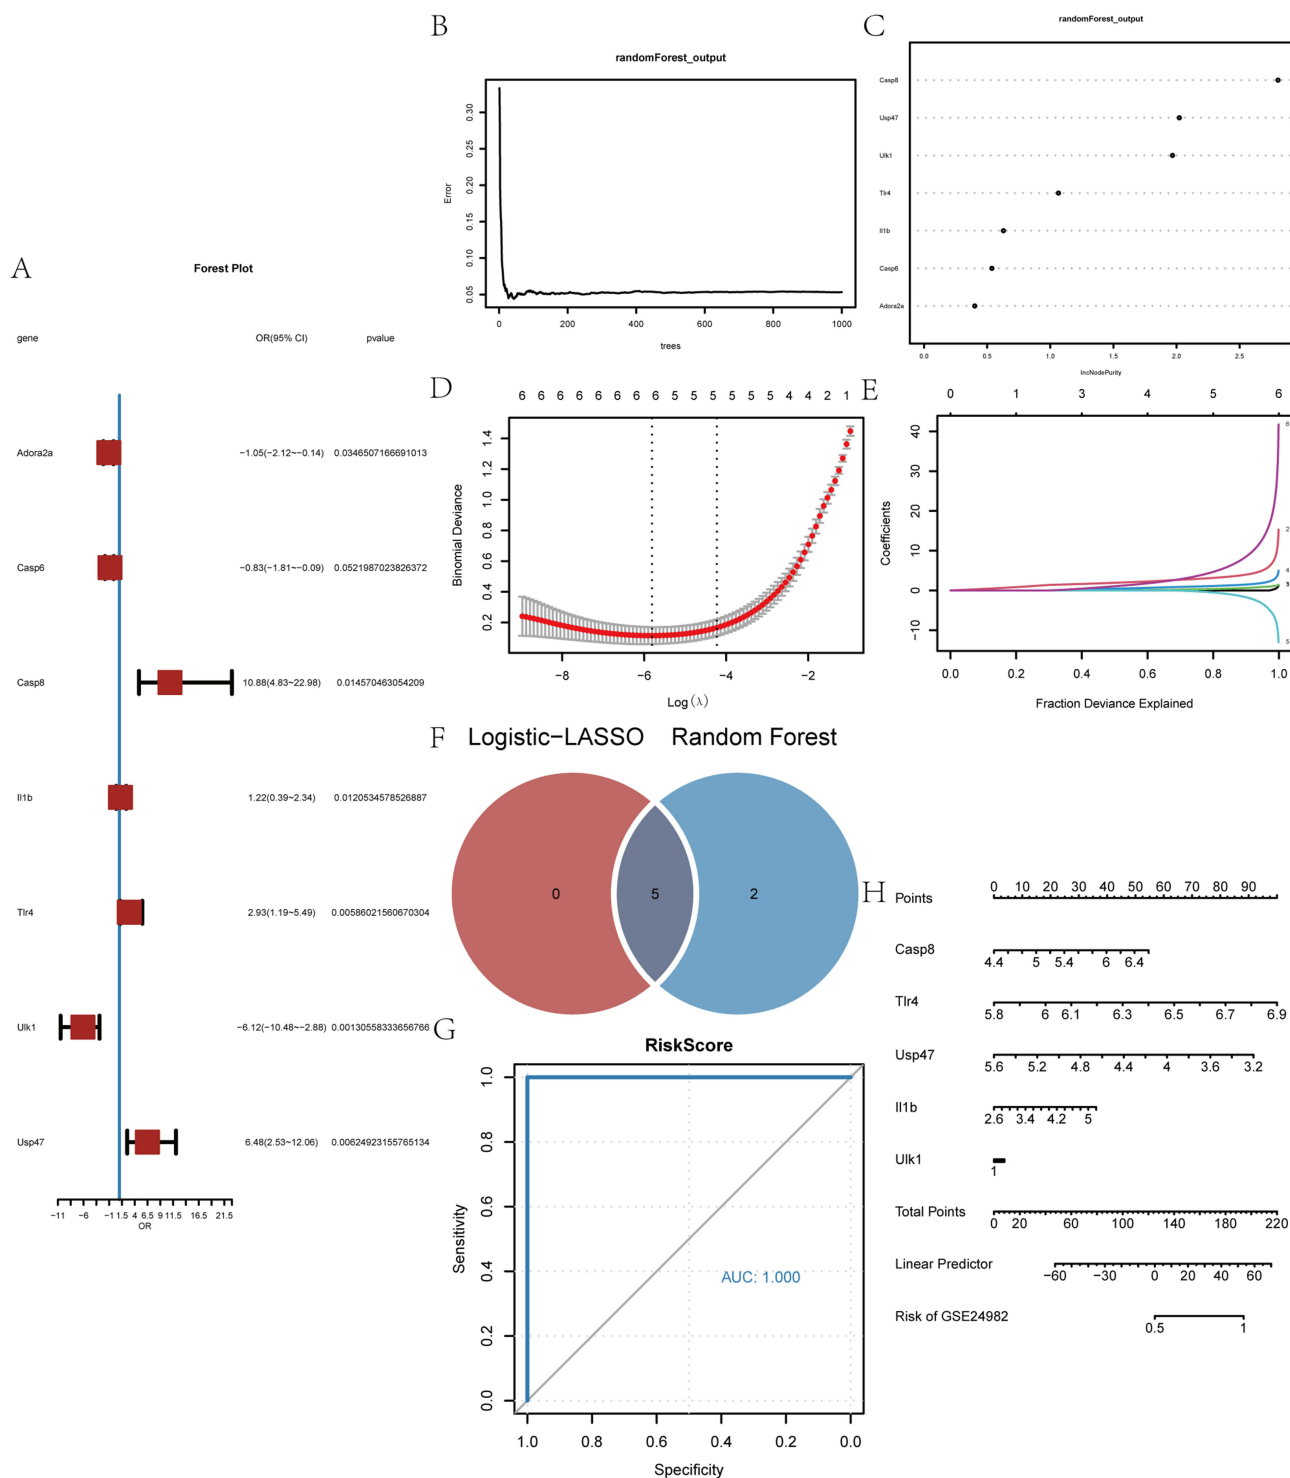 A
Forest Plot
gene OR(95% CI) pvalue
Adora2a −1.05(−2.12~−0.14) 0.0346507166691013
Casp6 −0.83(−1.81~−0.09) 0.0521987023826372
Casp8 10.88(4.83~22.98) 0.014570463054209
Il1b 1.22(0.39~2.34) 0.0120534578526887
Tlr4 2.93(1.19~5.49) 0.00586021560670304
Ulk1 −6.12(−10.48~−2.88) 0.00130558333656766
Usp47 6.48(2.53~12.06) 0.00624923155765134
−11 −6 −1 1.5 4 6.5 9 11.5 16.5 21.5
OR
B
randomForest_output
Error
0.30
0.25
0.20
0.15
0.10
0.05
0 200 400 600 800 1000
trees
C
randomForest_output
Casp8
Usp47
Ulk1
Tlr4
Il1b
Casp6
Adora2a
0.0 0.5 1.0 1.5 2.0 2.5
IncNodePurity
D
6 6 6 6 6 6 6 5 5 5 5 5 4 4 2 1
Binomial Deviance
1.4
1.2
1.0
0.8
0.6
0.4
0.2
−8 −6 −4 −2
Log(λ)
E
0 1 2 3 4 5 6
Coefficients
40
30
20
10
0
−10
6
2
4
5
0.0 0.2 0.4 0.6 0.8 1.0
Fraction Deviance Explained
F
Logistic−LASSO Random Forest
0 5 2
G
RiskScore
Sensitivity
1.0
0.8
0.6
0.4
0.2
0.0
AUC: 1.000
1.0 0.8 0.6 0.4 0.2 0.0
Specificity
H
Points
0 10 20 30 40 50 60 70 80 90
Casp8
4.4 5 5.4 6 6.4
Tlr4
5.8 6 6.1 6.3 6.5 6.7 6.9
Usp47
5.6 5.2 4.8 4.4 4 3.6 3.2
Il1b
2.6 3.4 4.2 5
Ulk1
1
Total Points
0 20 60 100 140 180 220
Linear Predictor
−60 −30 0 20 40 60
Risk of GSE24982
0.5 1